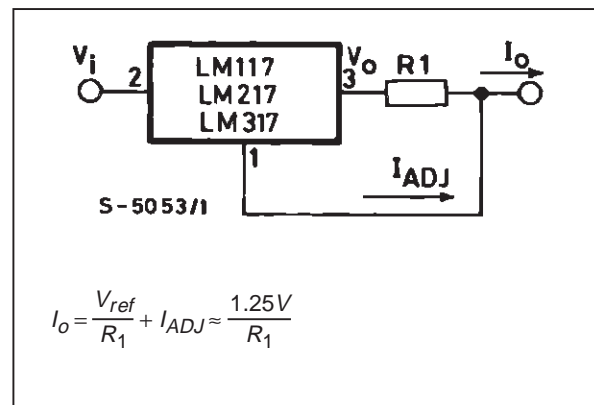 Vi
2
LM117
LM217
LM317
Vo
3
R1
Io
1
IADJ
S-5053/1
Io = Vref/R1 + IADJ ≈ 1.25V/R1